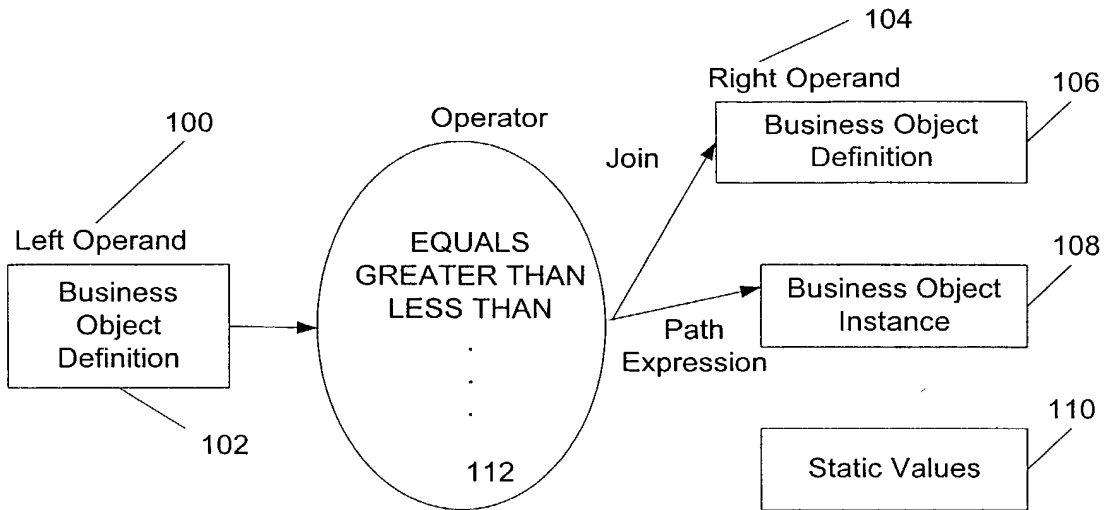 104
Right Operand
106
100
Operator
Business Object
Definition
Join
Left Operand
EQUALS
GREATER THAN
LESS THAN
.
.
.
108
Business
Object
Definition
Business Object
Instance
Path
Expression
110
102
112
Static Values